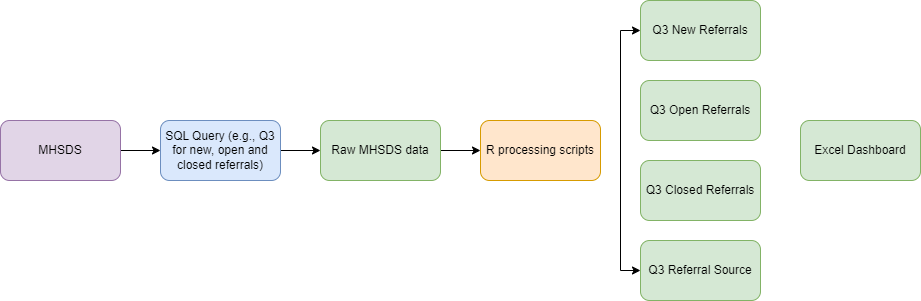 MHSDS
SQL Query (e.g., Q3
for new, open and
closed referrals)
Raw MHSDS data
R processing scripts
Q3 New Referrals
Q3 Open Referrals
Q3 Closed Referrals
Q3 Referral Source
Excel Dashboard